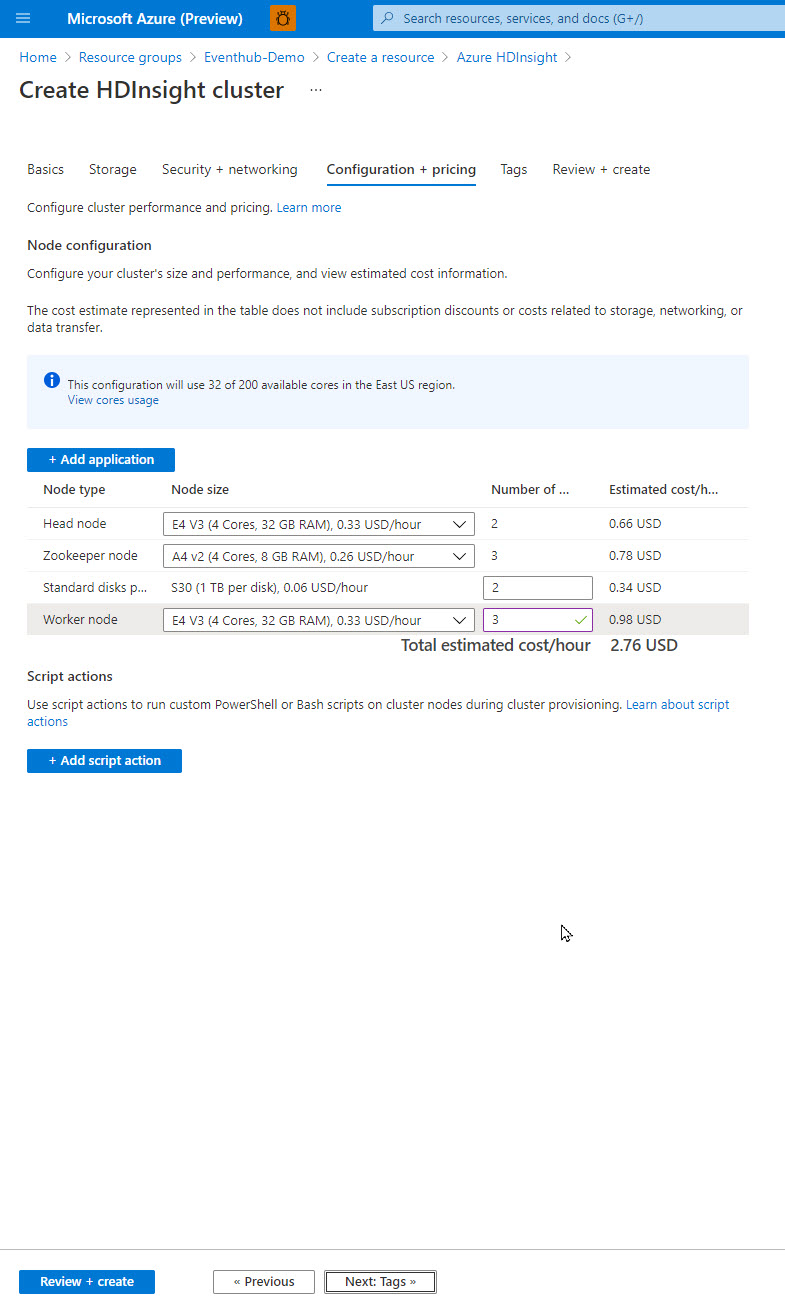 Microsoft Azure (Preview)
Search resources, services, and docs (G+/)
Home > Resource groups > Eventhub-Demo > Create a resource > Azure HDInsight >
Create HDInsight cluster ...
Basics Storage Security + networking Configuration + pricing Tags Review + create
Configure cluster performance and pricing. Learn more
Node configuration
Configure your cluster's size and performance, and view estimated cost information.
The cost estimate represented in the table does not include subscription discounts or costs related to storage, networking, or
data transfer.
This configuration will use 32 of 200 available cores in the East US region.
View cores usage
+ Add application
Node type Node size Number of ... Estimated cost/h...
Head node E4 V3 (4 Cores, 32 GB RAM), 0.33 USD/hour 2 0.66 USD
Zookeeper node A4 v2 (4 Cores, 8 GB RAM), 0.26 USD/hour 3 0.78 USD
Standard disks p... S30 (1 TB per disk), 0.06 USD/hour 2 0.34 USD
Worker node E4 V3 (4 Cores, 32 GB RAM), 0.33 USD/hour 3 0.98 USD
Total estimated cost/hour 2.76 USD
Script actions
Use script actions to run custom PowerShell or Bash scripts on cluster nodes during cluster provisioning. Learn about script
actions
+ Add script action
Review + create « Previous Next: Tags »